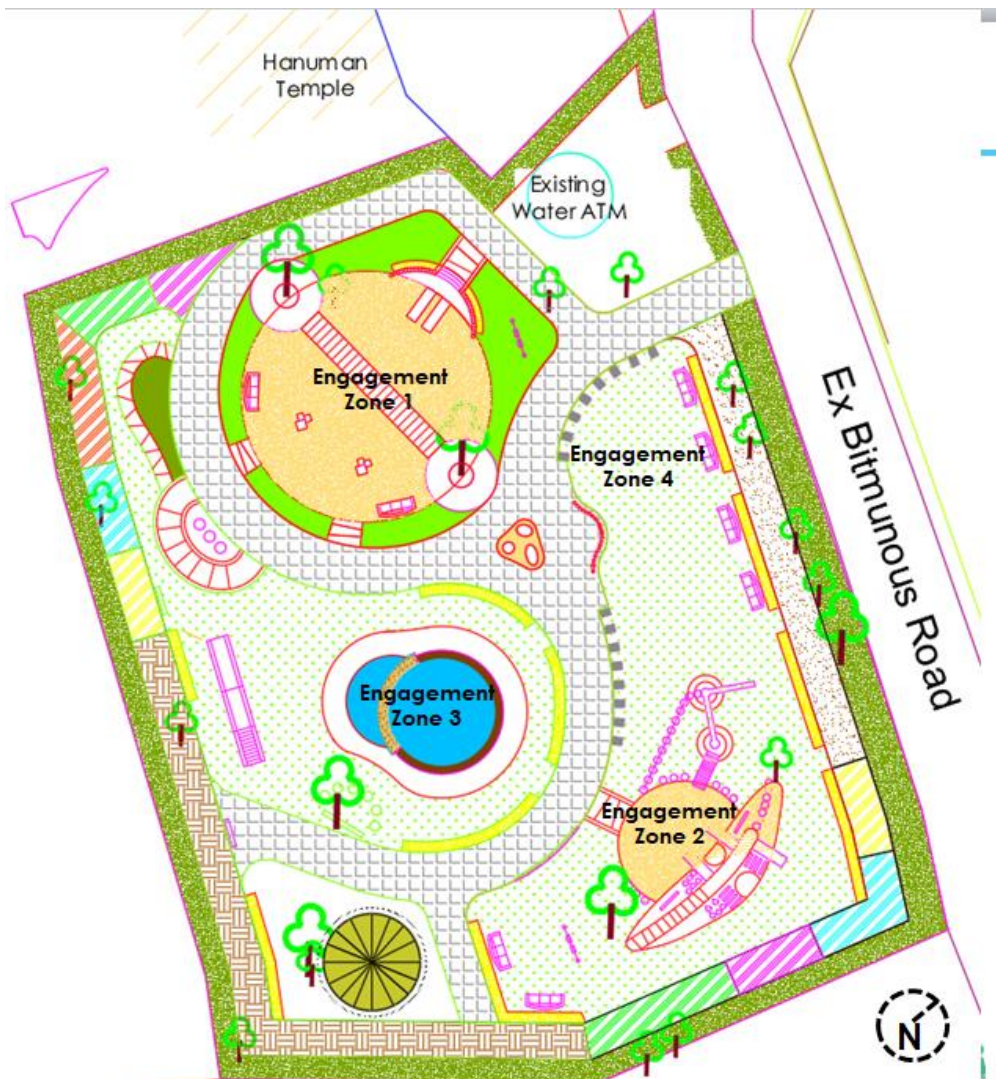 Hanuman
Temple
Existing
Water ATM
Engagement
Zone 1
Engagement
Zone 4
Ex Bitmunous Road
Engagement
Zone 3
Engagement
Zone 2
N